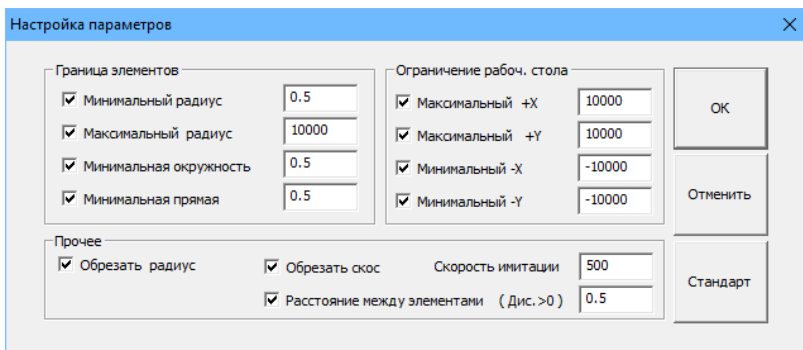 Настройка параметров
Граница элементов
Минимальный радиус 0.5
Максимальный радиус 10000
Минимальная окружность 0.5
Минимальная прямая 0.5
Ограничение рабоч. стола
Максимальный +X 10000
Максимальный +Y 10000
Минимальный -X -10000
Минимальный -Y -10000
OK
Отменить
Стандарт
Прочее
Обрезать радиус Обрезать скос Скорость имитации 500
Расстояние между элементами (Дис.>0) 0.5